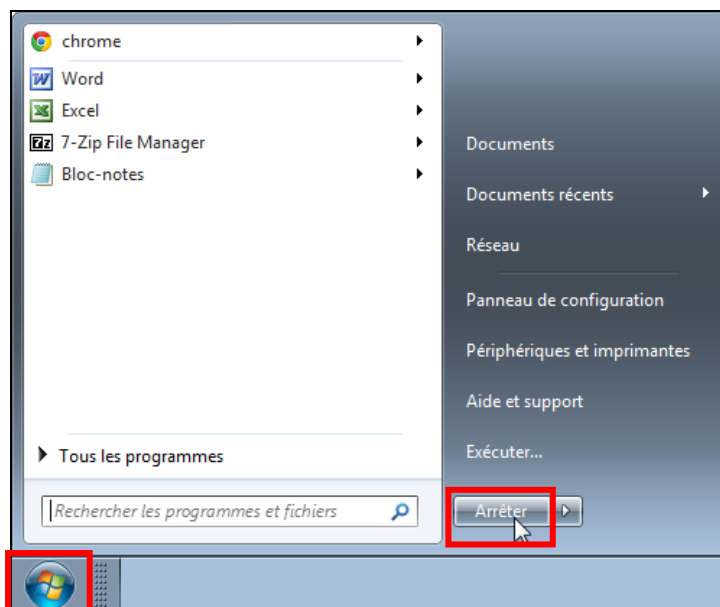 chrome
Word
Excel
7-Zip File Manager
Bloc-notes
Tous les programmes
Rechercher les programmes et fichiers
Documents
Documents récents
Réseau
Panneau de configuration
Périphériques et imprimantes
Aide et support
Exécuter...
Arrêter